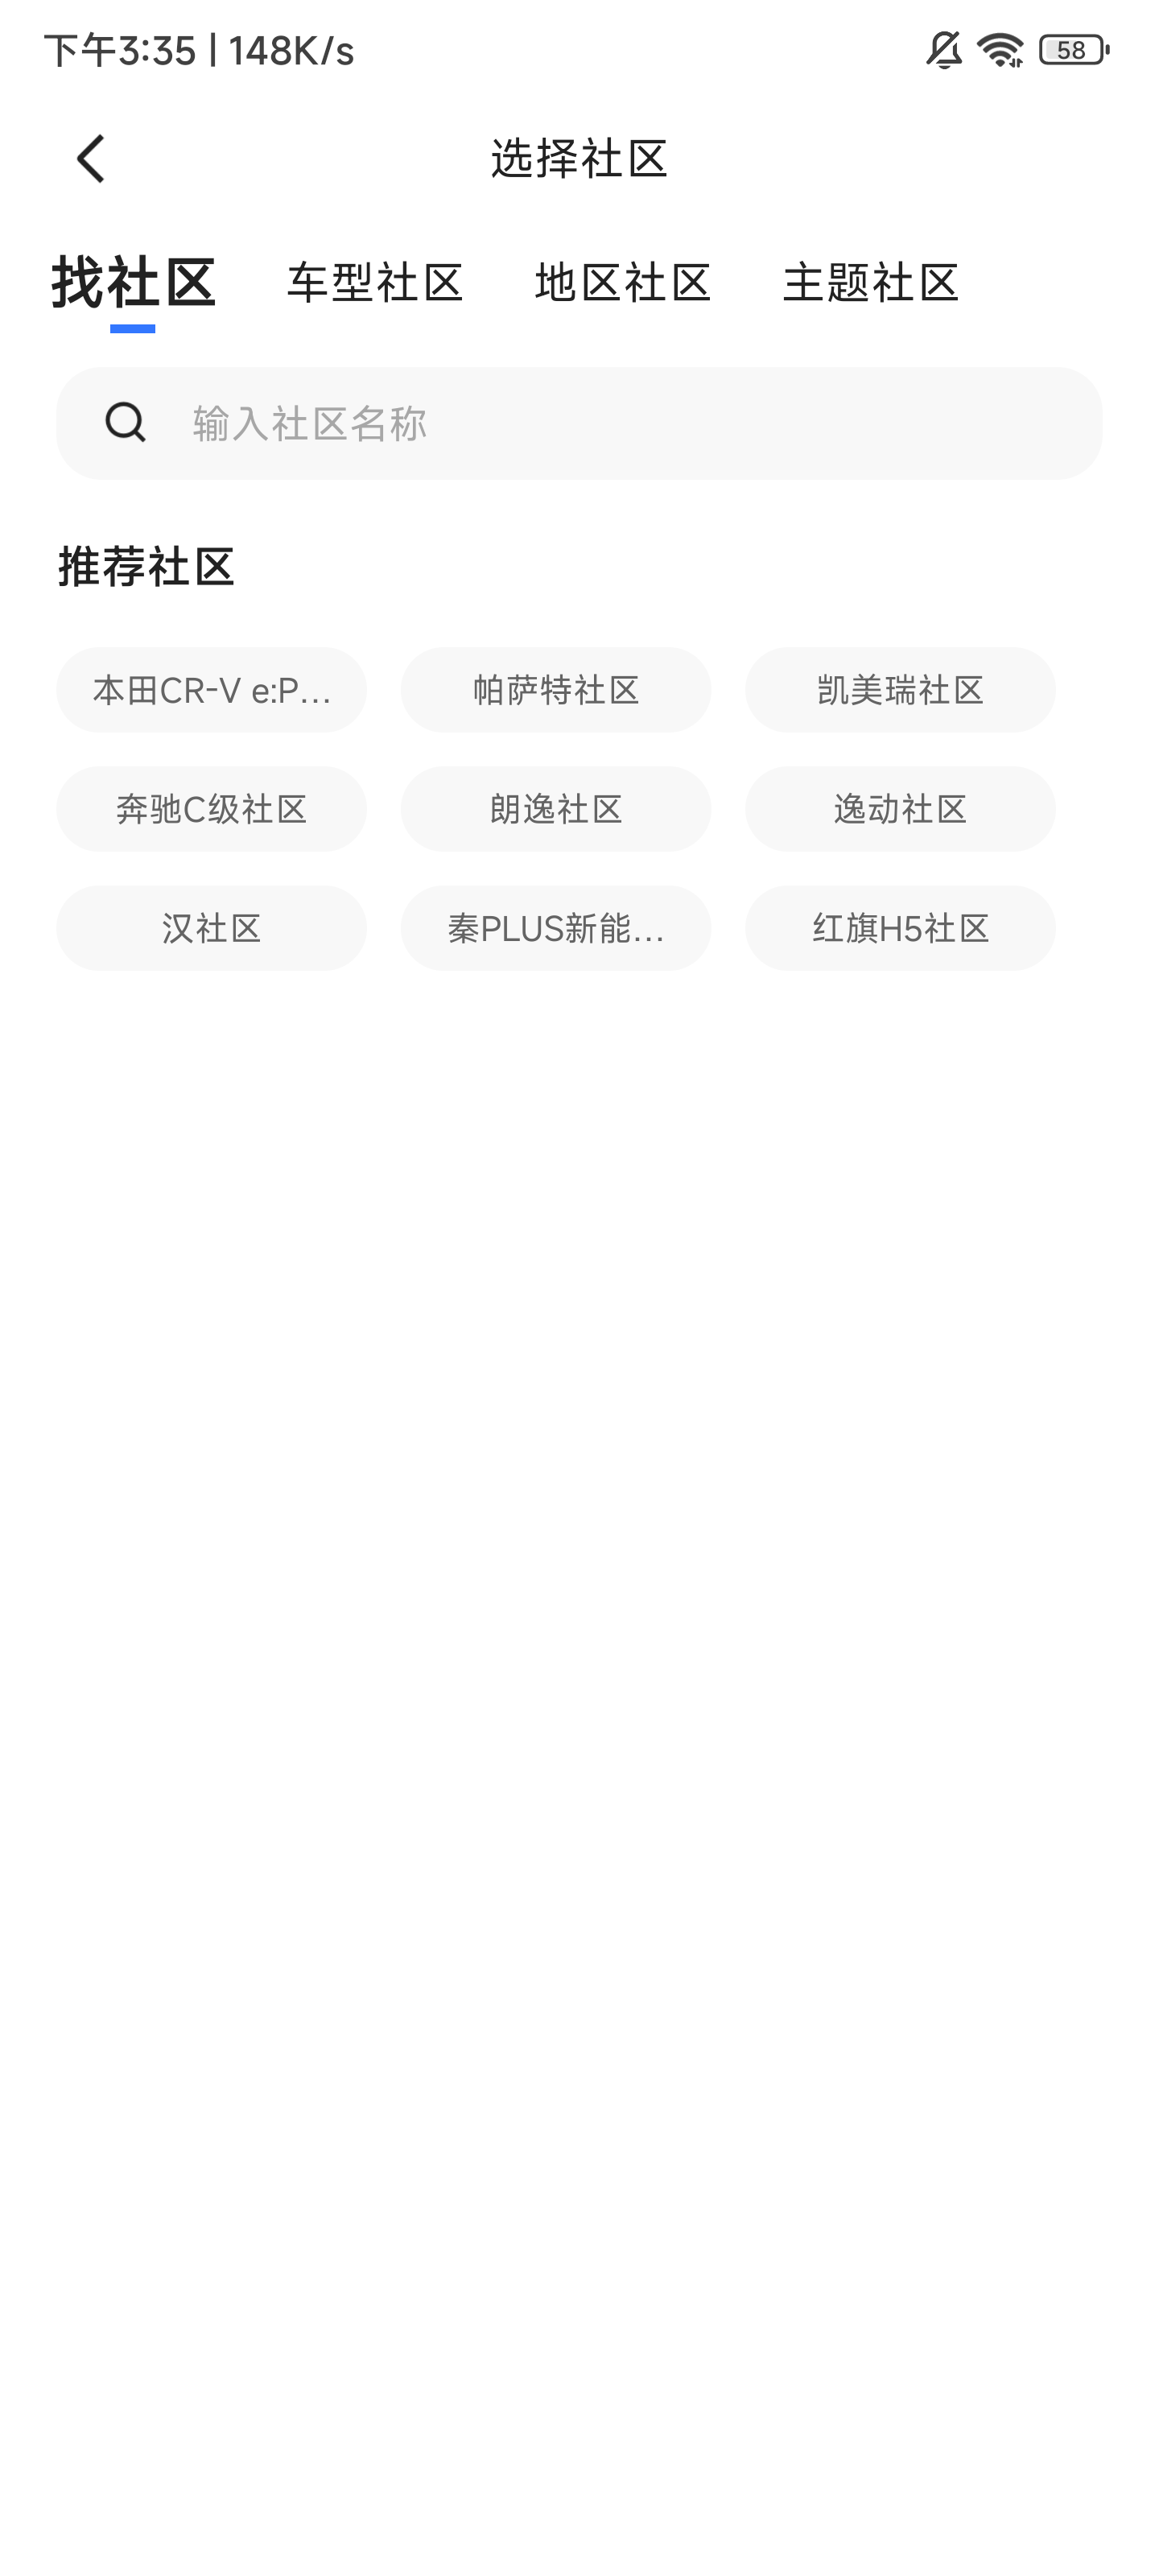 下午3:35 | 148K/s 58
选择社区
找社区 车型社区 地区社区 主题社区
输入社区名称
推荐社区
本田CR-V e:P... 帕萨特社区 凯美瑞社区
奔驰C级社区 朗逸社区 逸动社区
汉社区 秦PLUS新能... 红旗H5社区